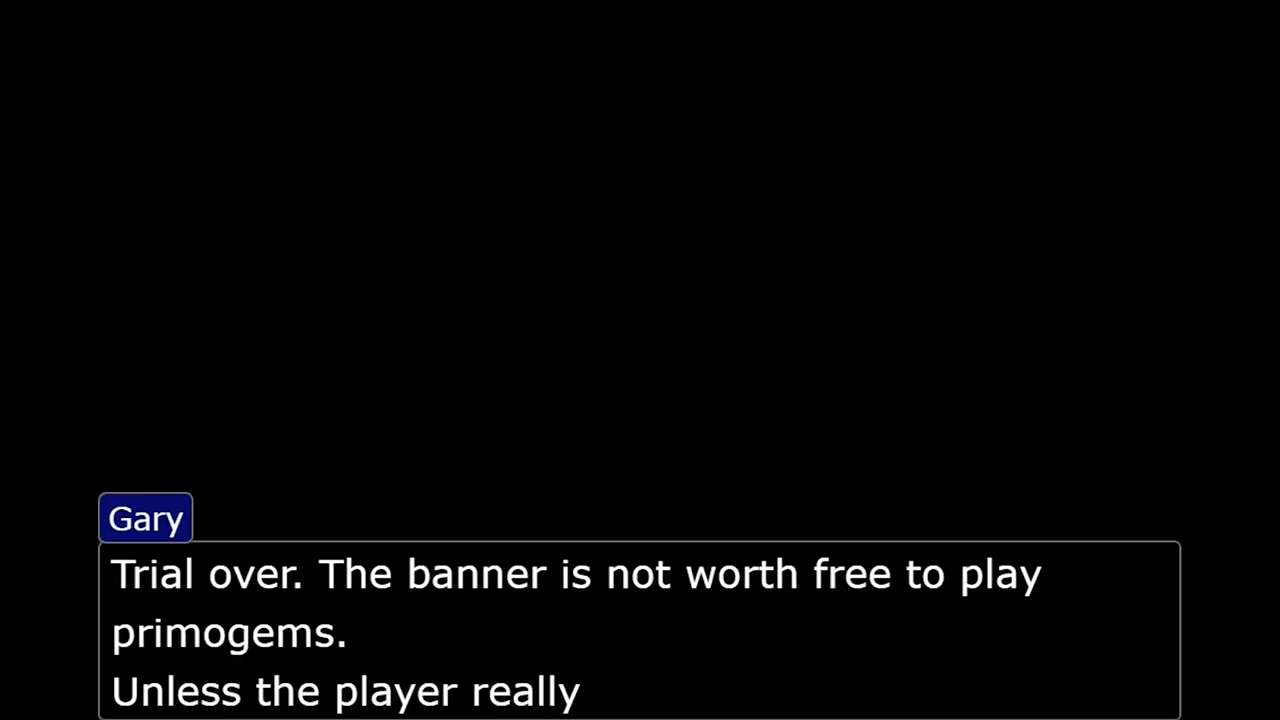 Gary
Trial over. The banner is not worth free to play
primogems.
Unless the player really